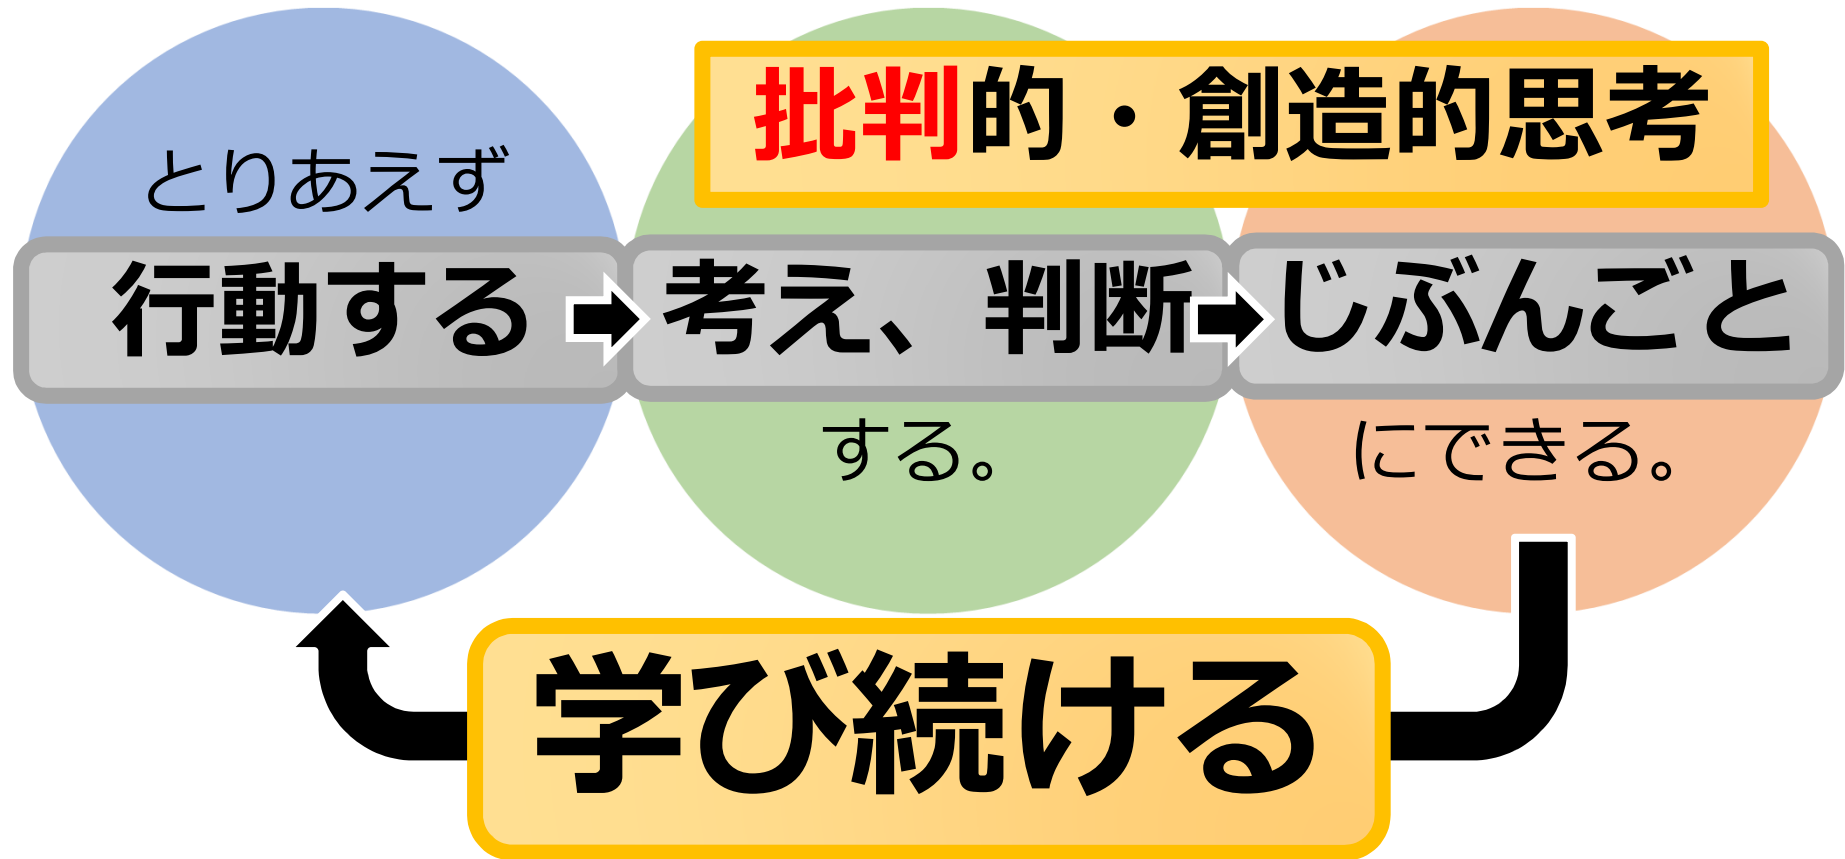 とりあえず
行動する
批判的・創造的思考
考え、判断
する。
じぶんごと
にできる。
学び続ける